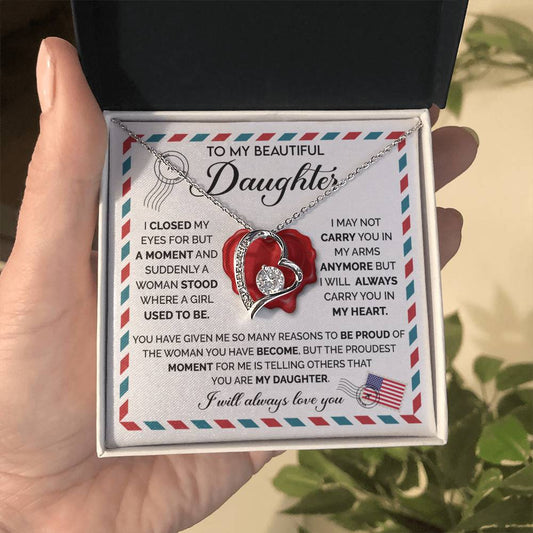 TO MY BEAUTIFUL
Daughter
I CLOSED MY
EYES FOR BUT
A MOMENT AND
SUDDENLY A
WOMAN STOOD
WHERE A GIRL
USED TO BE.
I MAY NOT
CARRY YOU IN
MY ARMS
ANYMORE BUT
I WILL ALWAYS
CARRY YOU IN
MY HEART.
YOU HAVE GIVEN ME SO MANY REASONS TO BE PROUD OF
THE WOMAN YOU HAVE BECOME, BUT THE PROUDEST
MOMENT FOR ME IS TELLING OTHERS THAT
YOU ARE MY DAUGHTER.
I will always love you